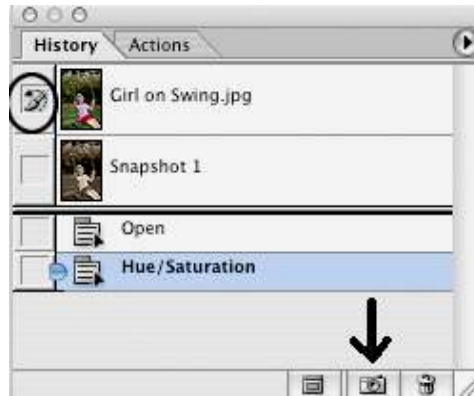 History Actions
Girl on Swing.jpg
Snapshot 1
Open
Hue/Saturation